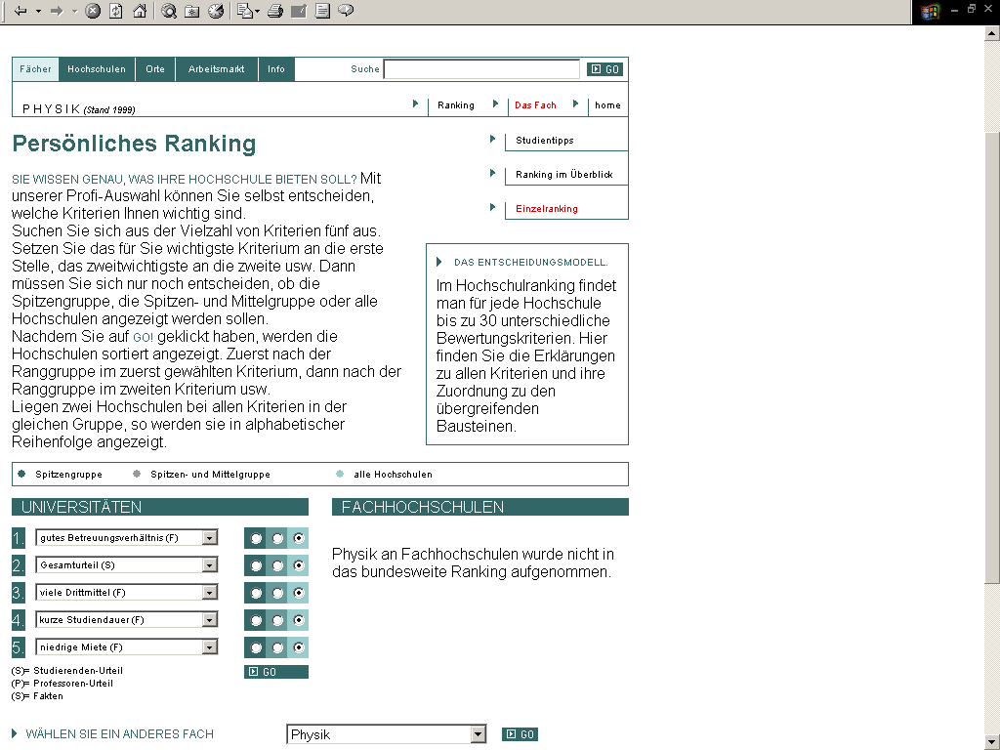 Fächer Hochschulen Orte Arbeitsmarkt Info Suche GO
PHYSIK (Stand 1999) Ranking Das Fach home
Persönliches Ranking
Studientipps
Ranking im Überblick
Einzelranking
SIE WISSEN GENAU, WAS IHRE HOCHSCHULE BIETEN SOLL? Mit
unserer Profi-Auswahl können Sie selbst entscheiden,
welche Kriterien Ihnen wichtig sind.
Suchen Sie sich aus der Vielzahl von Kriterien fünf aus.
Setzen Sie das für Sie wichtigste Kriterium an die erste
Stelle, das zweitwichtigste an die zweite usw. Dann
müssen Sie sich nur noch entscheiden, ob die
Spitzengruppe, die Spitzen- und Mittelgruppe oder alle
Hochschulen angezeigt werden sollen.
Nachdem Sie auf GO! geklickt haben, werden die
Hochschulen sortiert angezeigt. Zuerst nach der
Ranggruppe im zuerst gewählten Kriterium, dann nach der
Ranggruppe im zweiten Kriterium usw.
Liegen zwei Hochschulen bei allen Kriterien in der
gleichen Gruppe, so werden sie in alphabetischer
Reihenfolge angezeigt.
DAS ENTSCHEIDUNGSMODELL.
Im Hochschulranking findet
man für jede Hochschule
bis zu 30 unterschiedliche
Bewertungskriterien. Hier
finden Sie die Erklärungen
zu allen Kriterien und ihre
Zuordnung zu den
übergreifenden
Bausteinen.
Spitzengruppe Spitzen- und Mittelgruppe alle Hochschulen
UNIVERSITÄTEN
1. gutes Betreuungsverhältnis (F)
2. Gesamturteil (S)
3. viele Drittmittel (F)
4. kurze Studiendauer (F)
5. niedrige Miete (F)
(S)= Studierenden-Urteil
(P)= Professoren-Urteil
(S)= Fakten
GO
FACHHOCHSCHULEN
Physik an Fachhochschulen wurde nicht in
das bundesweite Ranking aufgenommen.
WÄHLEN SIE EIN ANDERES FACH Physik GO